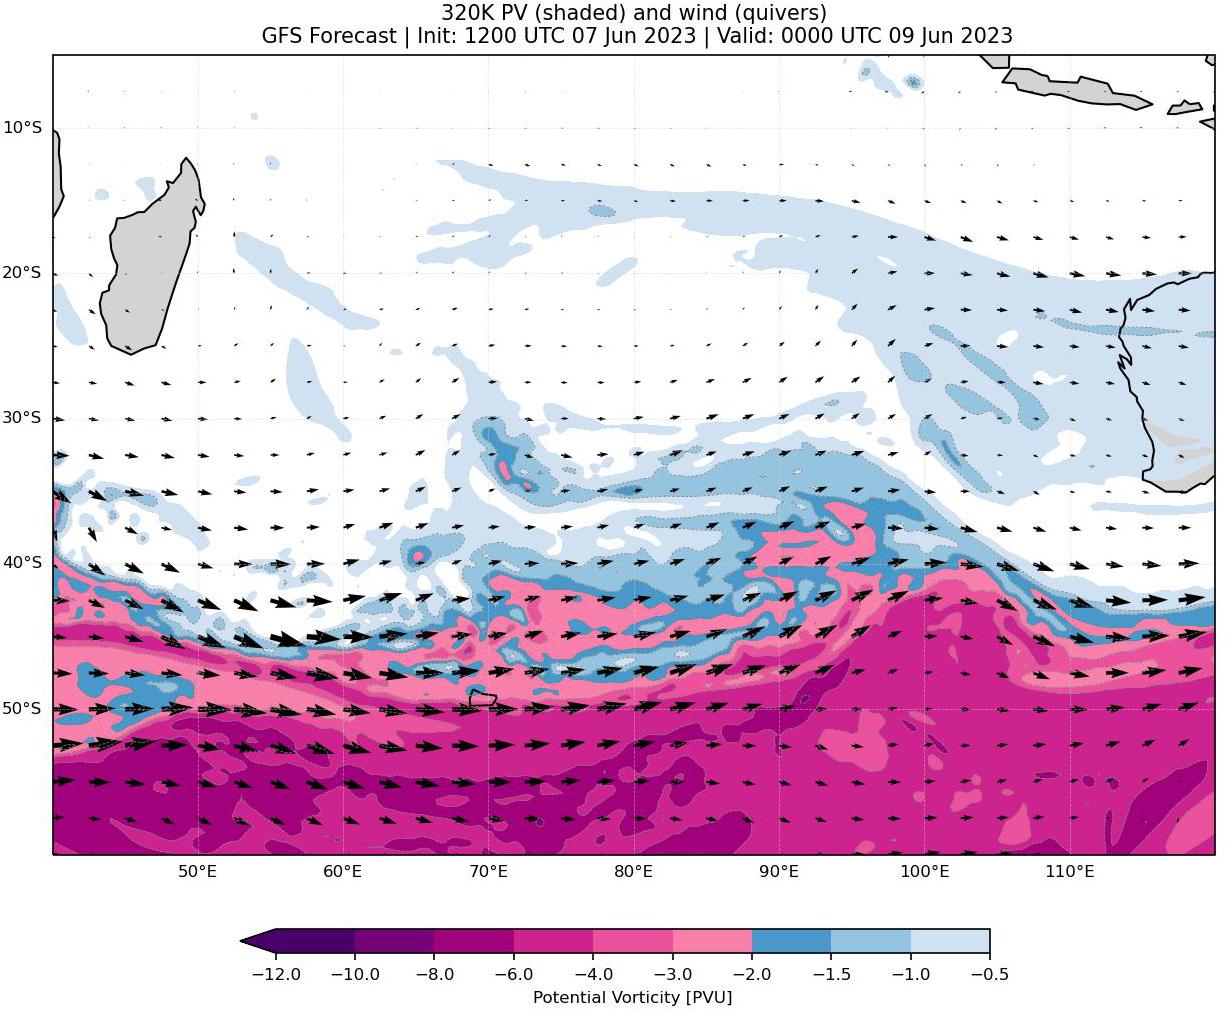 320K PV (shaded) and wind (quivers)
GFS Forecast | Init: 1200 UTC 07 Jun 2023 | Valid: 0000 UTC 09 Jun 2023
10°S
20°S
30°S
40°S
50°S
50°E 60°E 70°E 80°E 90°E 100°E 110°E
−12.0 −10.0 −8.0 −6.0 −4.0 −3.0 −2.0 −1.5 −1.0 −0.5
Potential Vorticity [PVU]